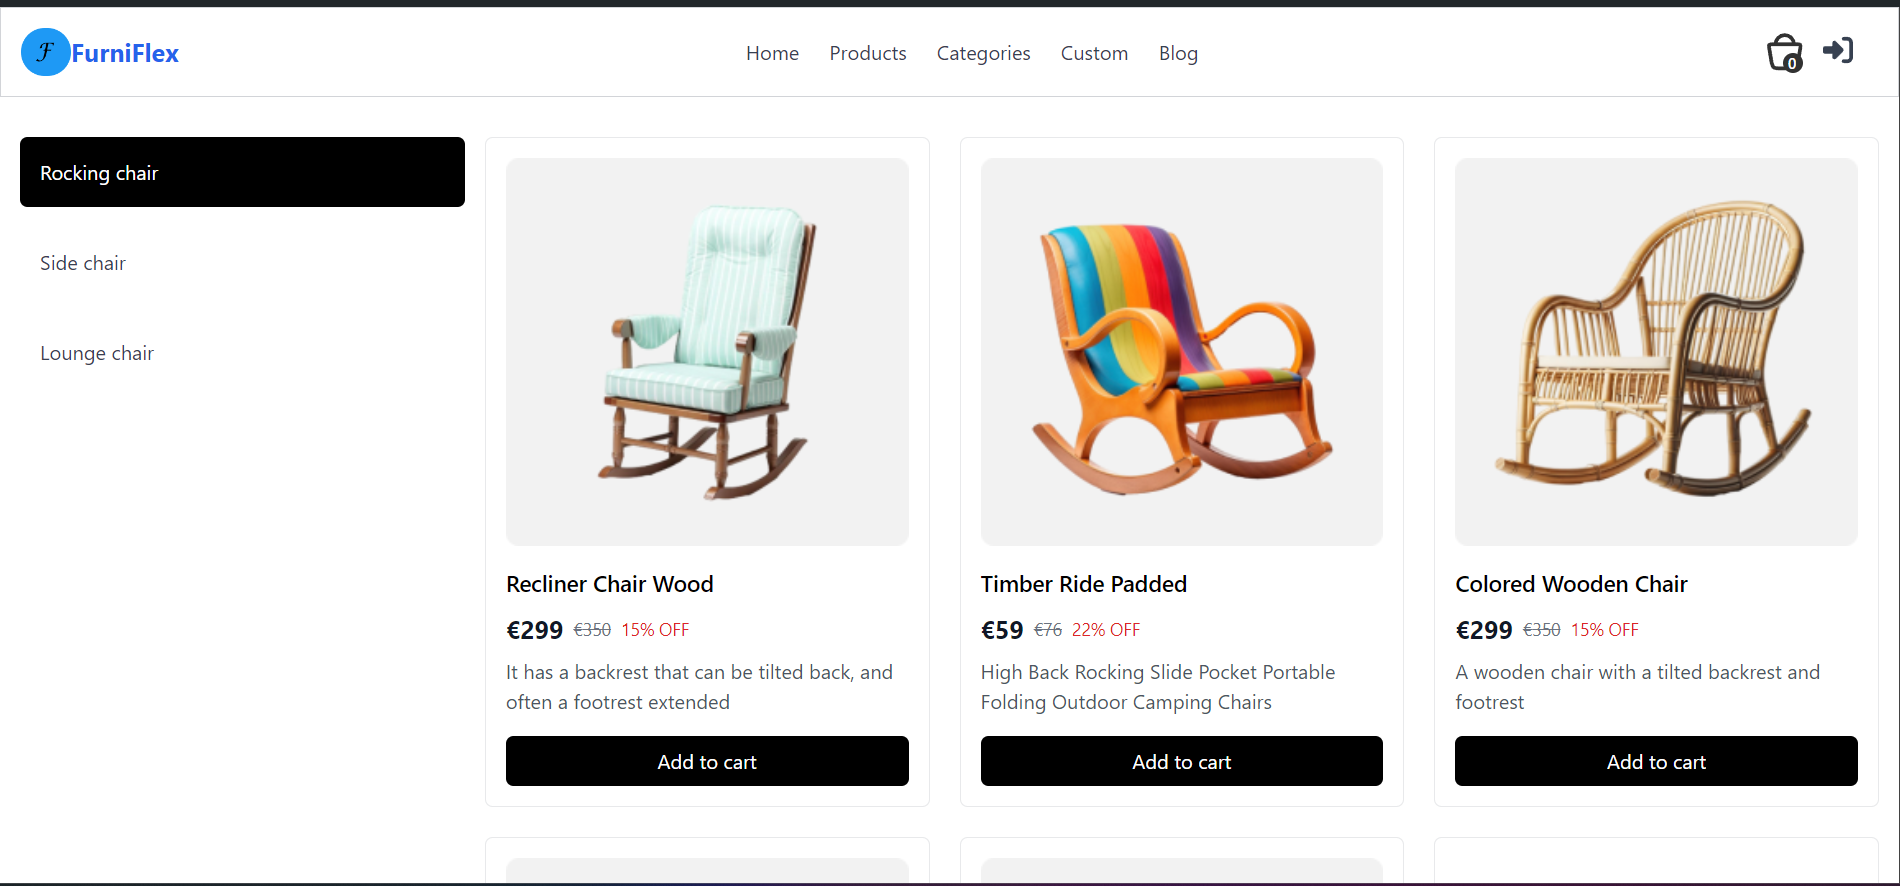 ℱ FurniFlex
Home Products Categories Custom Blog
0
Rocking chair
Side chair
Lounge chair
Recliner Chair Wood
€299 €350 15% OFF
It has a backrest that can be tilted back, and
often a footrest extended
Add to cart
Timber Ride Padded
€59 €76 22% OFF
High Back Rocking Slide Pocket Portable
Folding Outdoor Camping Chairs
Add to cart
Colored Wooden Chair
€299 €350 15% OFF
A wooden chair with a tilted backrest and
footrest
Add to cart